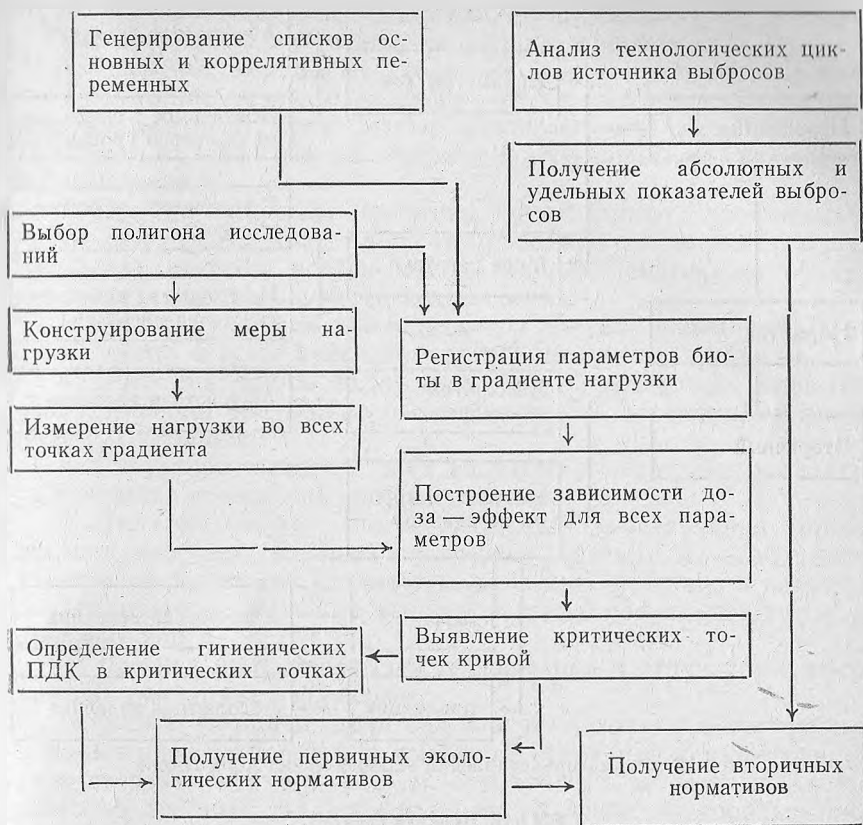 Генерирование списков ос-
новных и коррелятивных пе-
ременных
Анализ технологических цик-
лов источника выбросов
Получение абсолютных и
удельных показателей выбро-
сов
Выбор полигона исследова-
ний
Конструирование меры на-
грузки
Регистрация параметров био-
ты в градиенте нагрузки
Измерение нагрузки во всех
точках градиента
Построение зависимости до-
за — эффект для всех пара-
метров
Выявление критических то-
чек кривой
Определение гигиенических
ПДК в критических точках
Получение первичных эколо-
гических нормативов
Получение вторичных
нормативов